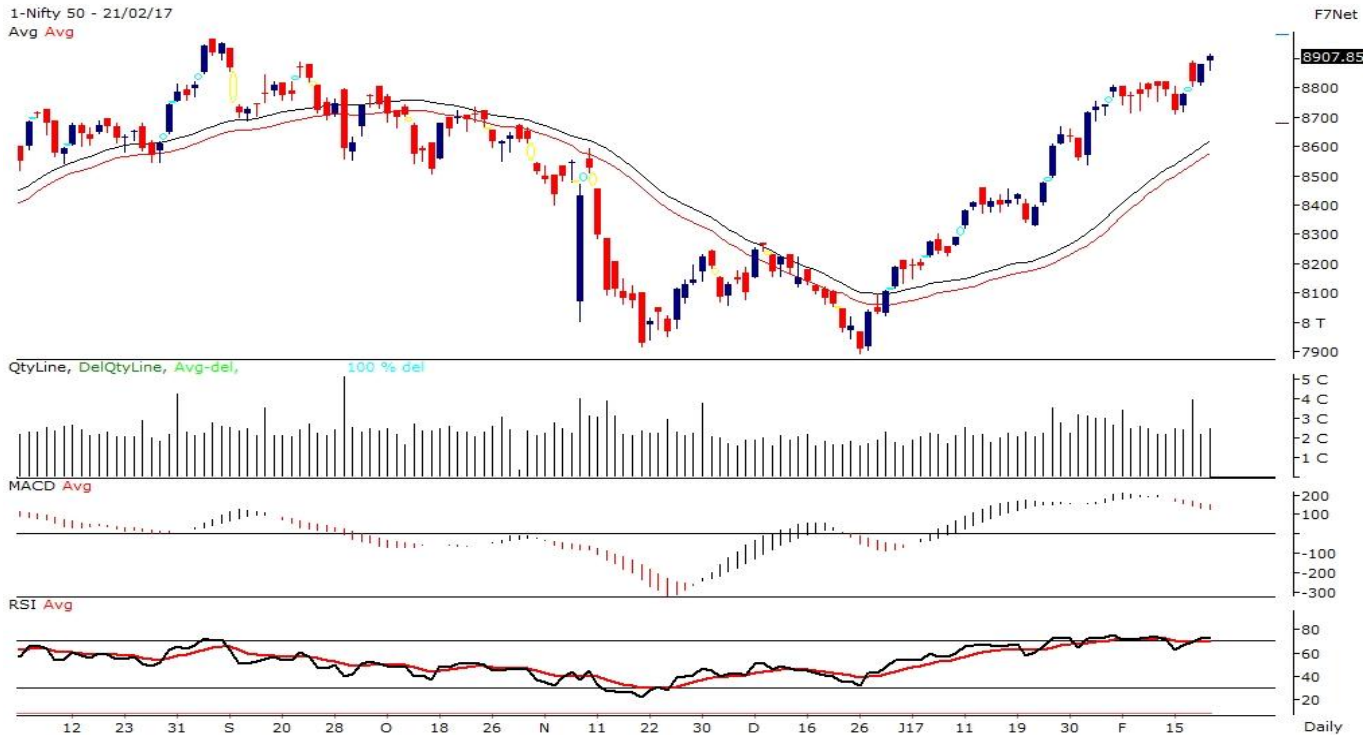 1-Nifty 50 - 21/02/17 F7Net
Avg Avg
8907.85
8800
8700
8600
8500
8400
8300
8200
8100
8 T
7900
QtyLine, DelQtyLine, Avg-del, 100 % del
5 C
4 C
3 C
2 C
1 C
MACD Avg
200
100
-100
-200
-300
RSI Avg
80
60
40
20
12 23 31 S 20 28 O 18 26 N 11 22 30 D 16 26 J17 11 19 30 F 15 Daily